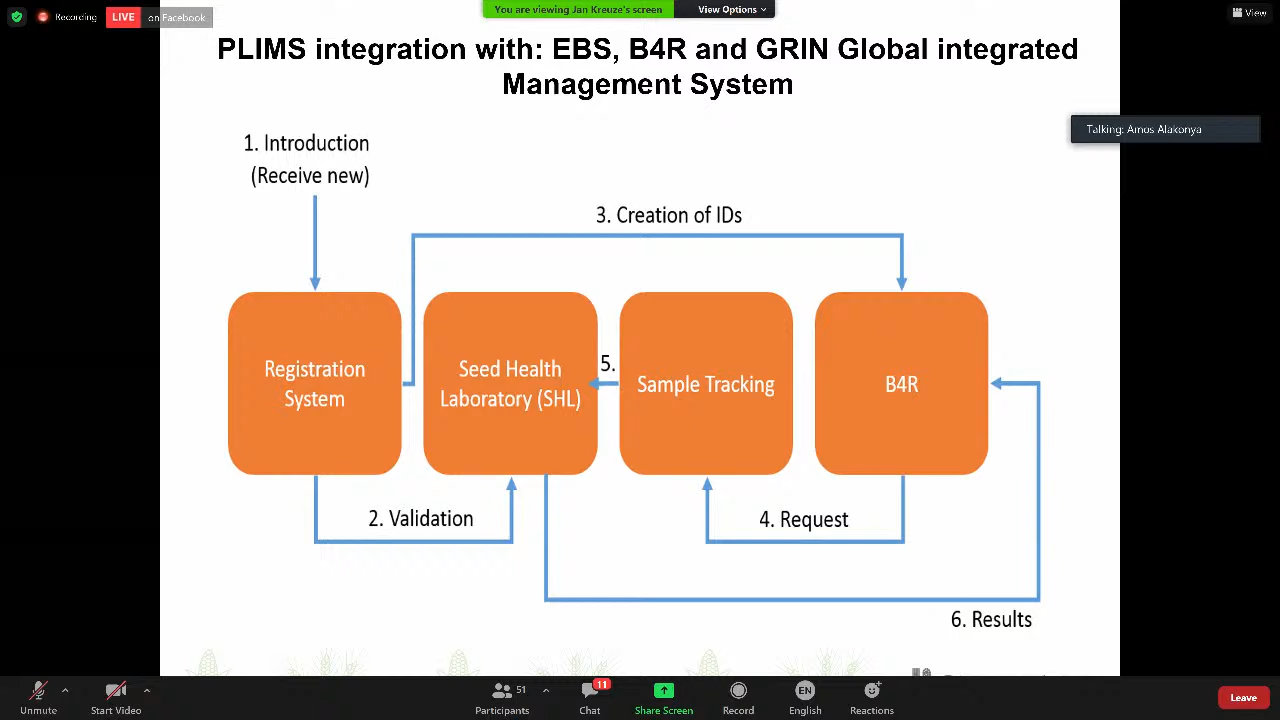 Recording
LIVE
on Facebook
You are viewing Jan Kreuze's screen
View Options
View
PLIMS integration with: EBS, B4R and GRIN Global integrated
Management System
Talking: Amos Alakonya
1. Introduction
(Receive new)
3. Creation of IDs
Registration
System
Seed Health
Laboratory (SHL)
5.
Sample Tracking
B4R
2. Validation
4. Request
6. Results
Unmute
Start Video
51
Participants
11
Chat
Share Screen
Record
EN
English
Reactions
Leave